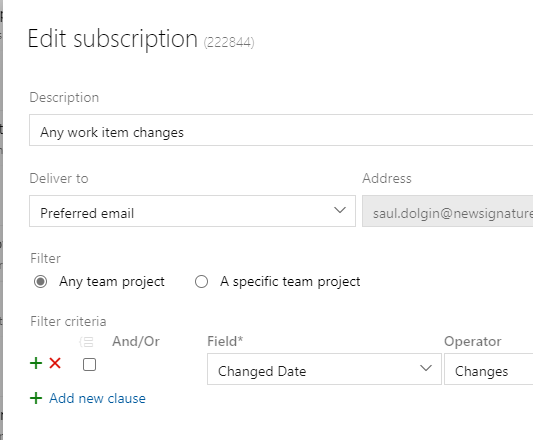 Edit subscription (222844)
Description
Any work item changes
Deliver to Address
Preferred email saul.dolgin@newsignature
Filter
Any team project A specific team project
Filter criteria
And/Or Field* Operator
Changed Date Changes
Add new clause